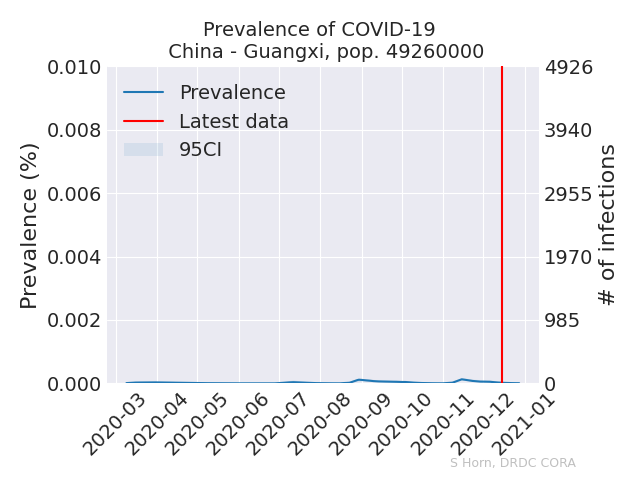 Prevalence of COVID-19
China - Guangxi, pop. 49260000
Prevalence
Latest data
95CI
Prevalence (%)
0.010
0.008
0.006
0.004
0.002
0.000
4926
3940
2955
1970
985
0
# of infections
2020-03
2020-04
2020-05
2020-06
2020-07
2020-08
2020-09
2020-10
2020-11
2020-12
2021-01
S Horn, DRDC CORA